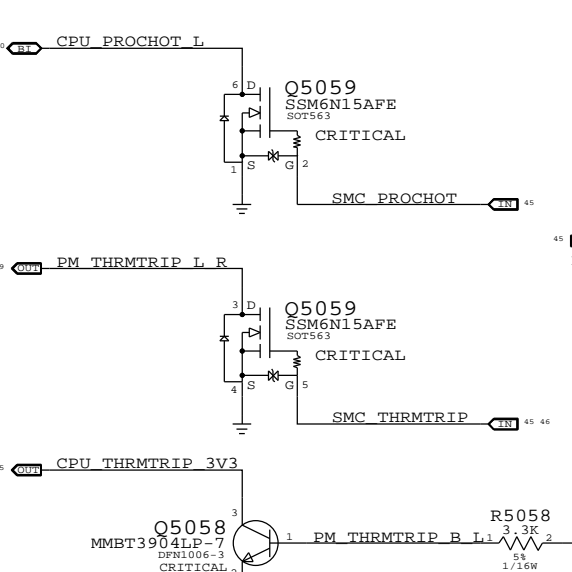 BI CPU_PROCHOT_L
6 D
Q5059
SSM6N15AFE
SOT563
CRITICAL
1 S G 2
SMC_PROCHOT IN 45
45
OUT PM_THRMTRIP_L_R
3 D
Q5059
SSM6N15AFE
SOT563
CRITICAL
4 S G 5
SMC_THRMTRIP IN 45 46
OUT CPU_THRMTRIP_3V3
3
Q5058
MMBT3904LP-7
DFN1006-3
CRITICAL
1 PM_THRMTRIP_B_L 1 2
R5058
3.3K
5%
1/16W